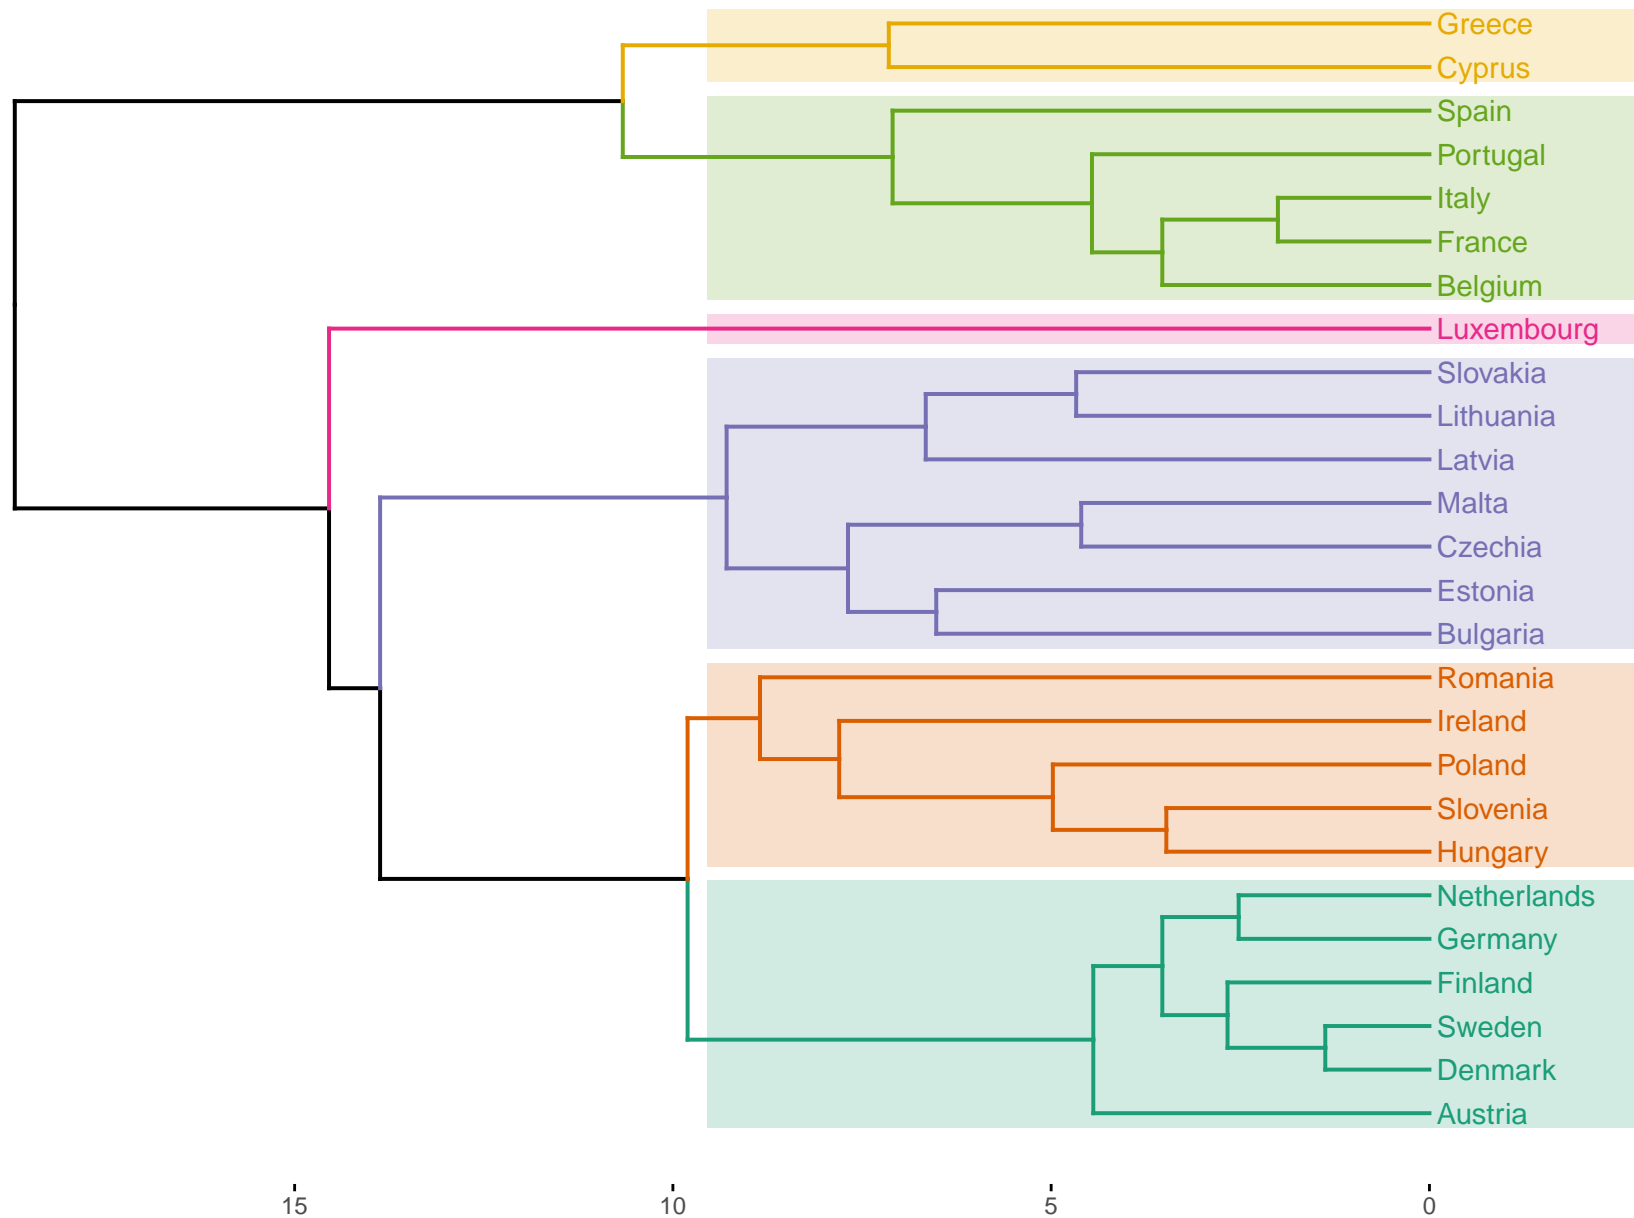 Greece
Cyprus
Spain
Portugal
Italy
France
Belgium
Luxembourg
Slovakia
Lithuania
Latvia
Malta
Czechia
Estonia
Bulgaria
Romania
Ireland
Poland
Slovenia
Hungary
Netherlands
Germany
Finland
Sweden
Denmark
Austria
15 10 5 0